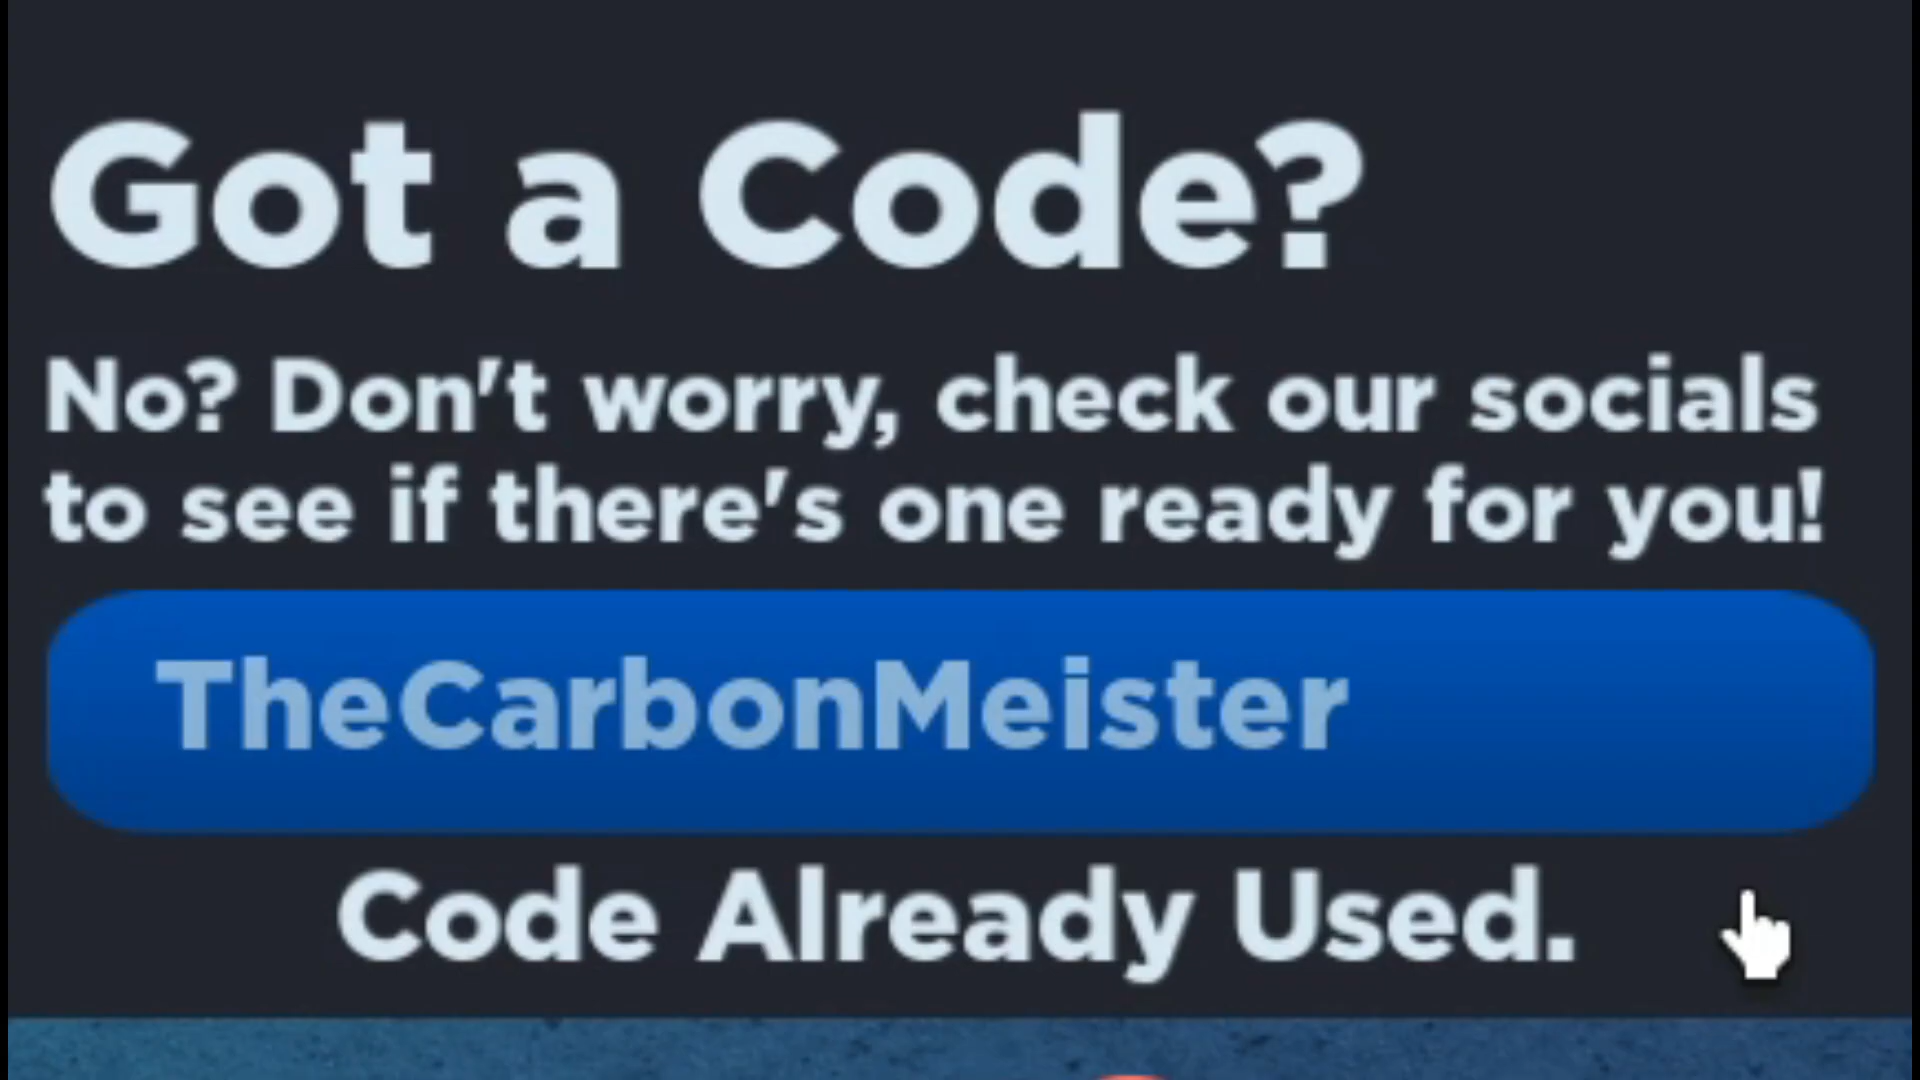 Got a Code?
No? Don't worry, check our socials
to see if there's one ready for you!
TheCarbonMeister
Code Already Used.